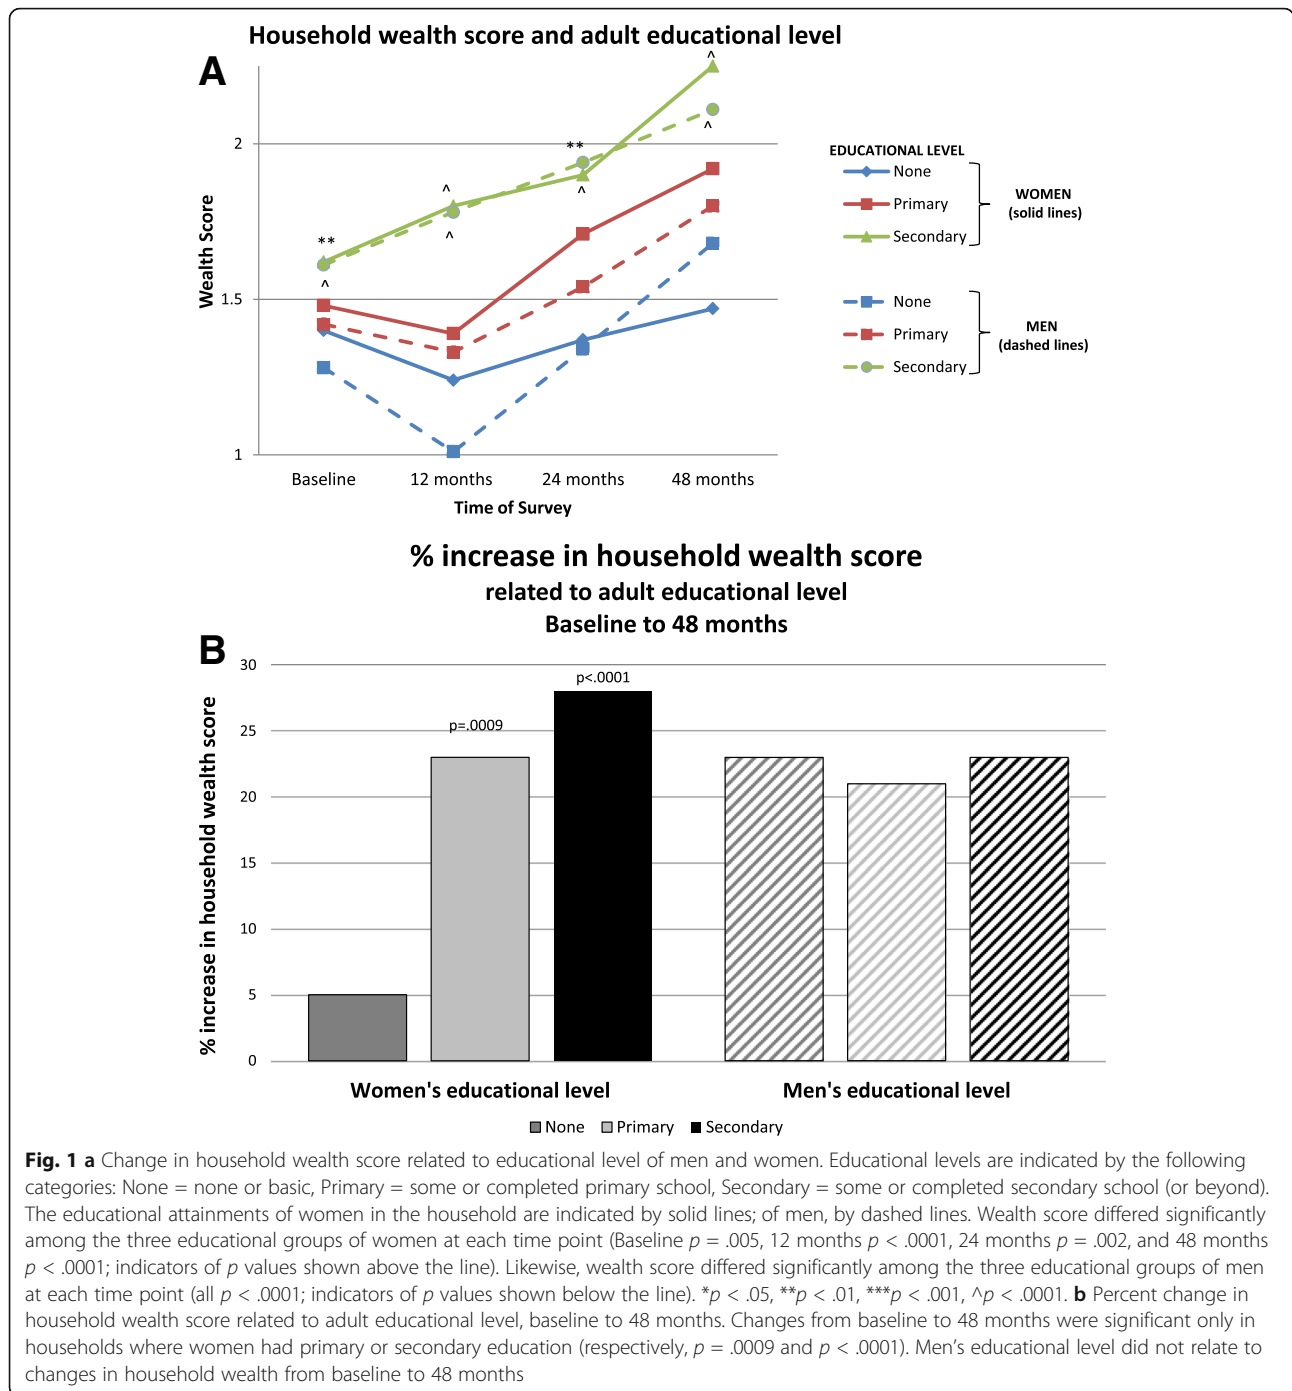 Household wealth score and adult educational level
A
^
2
**
^
^
^
**
^
^
^
1.5
1
Wealth Score
Baseline
12 months
24 months
48 months
Time of Survey
EDUCATIONAL LEVEL
None
Primary
Secondary
WOMEN
(solid lines)
None
Primary
Secondary
MEN
(dashed lines)
% increase in household wealth score
related to adult educational level
Baseline to 48 months
B
% increase in household wealth score
30
25
20
15
10
5
0
p=.0009
p<.0001
Women's educational level
Men's educational level
None
Primary
Secondary
Fig. 1 a Change in household wealth score related to educational level of men and women. Educational levels are indicated by the following
categories: None = none or basic, Primary = some or completed primary school, Secondary = some or completed secondary school (or beyond).
The educational attainments of women in the household are indicated by solid lines; of men, by dashed lines. Wealth score differed significantly
among the three educational groups of women at each time point (Baseline p = .005, 12 months p < .0001, 24 months p = .002, and 48 months
p < .0001; indicators of p values shown above the line). Likewise, wealth score differed significantly among the three educational groups of men
at each time point (all p < .0001; indicators of p values shown below the line). *p < .05, **p < .01, ***p < .001, ^p < .0001. b Percent change in
household wealth score related to adult educational level, baseline to 48 months. Changes from baseline to 48 months were significant only in
households where women had primary or secondary education (respectively, p = .0009 and p < .0001). Men’s educational level did not relate to
changes in household wealth from baseline to 48 months